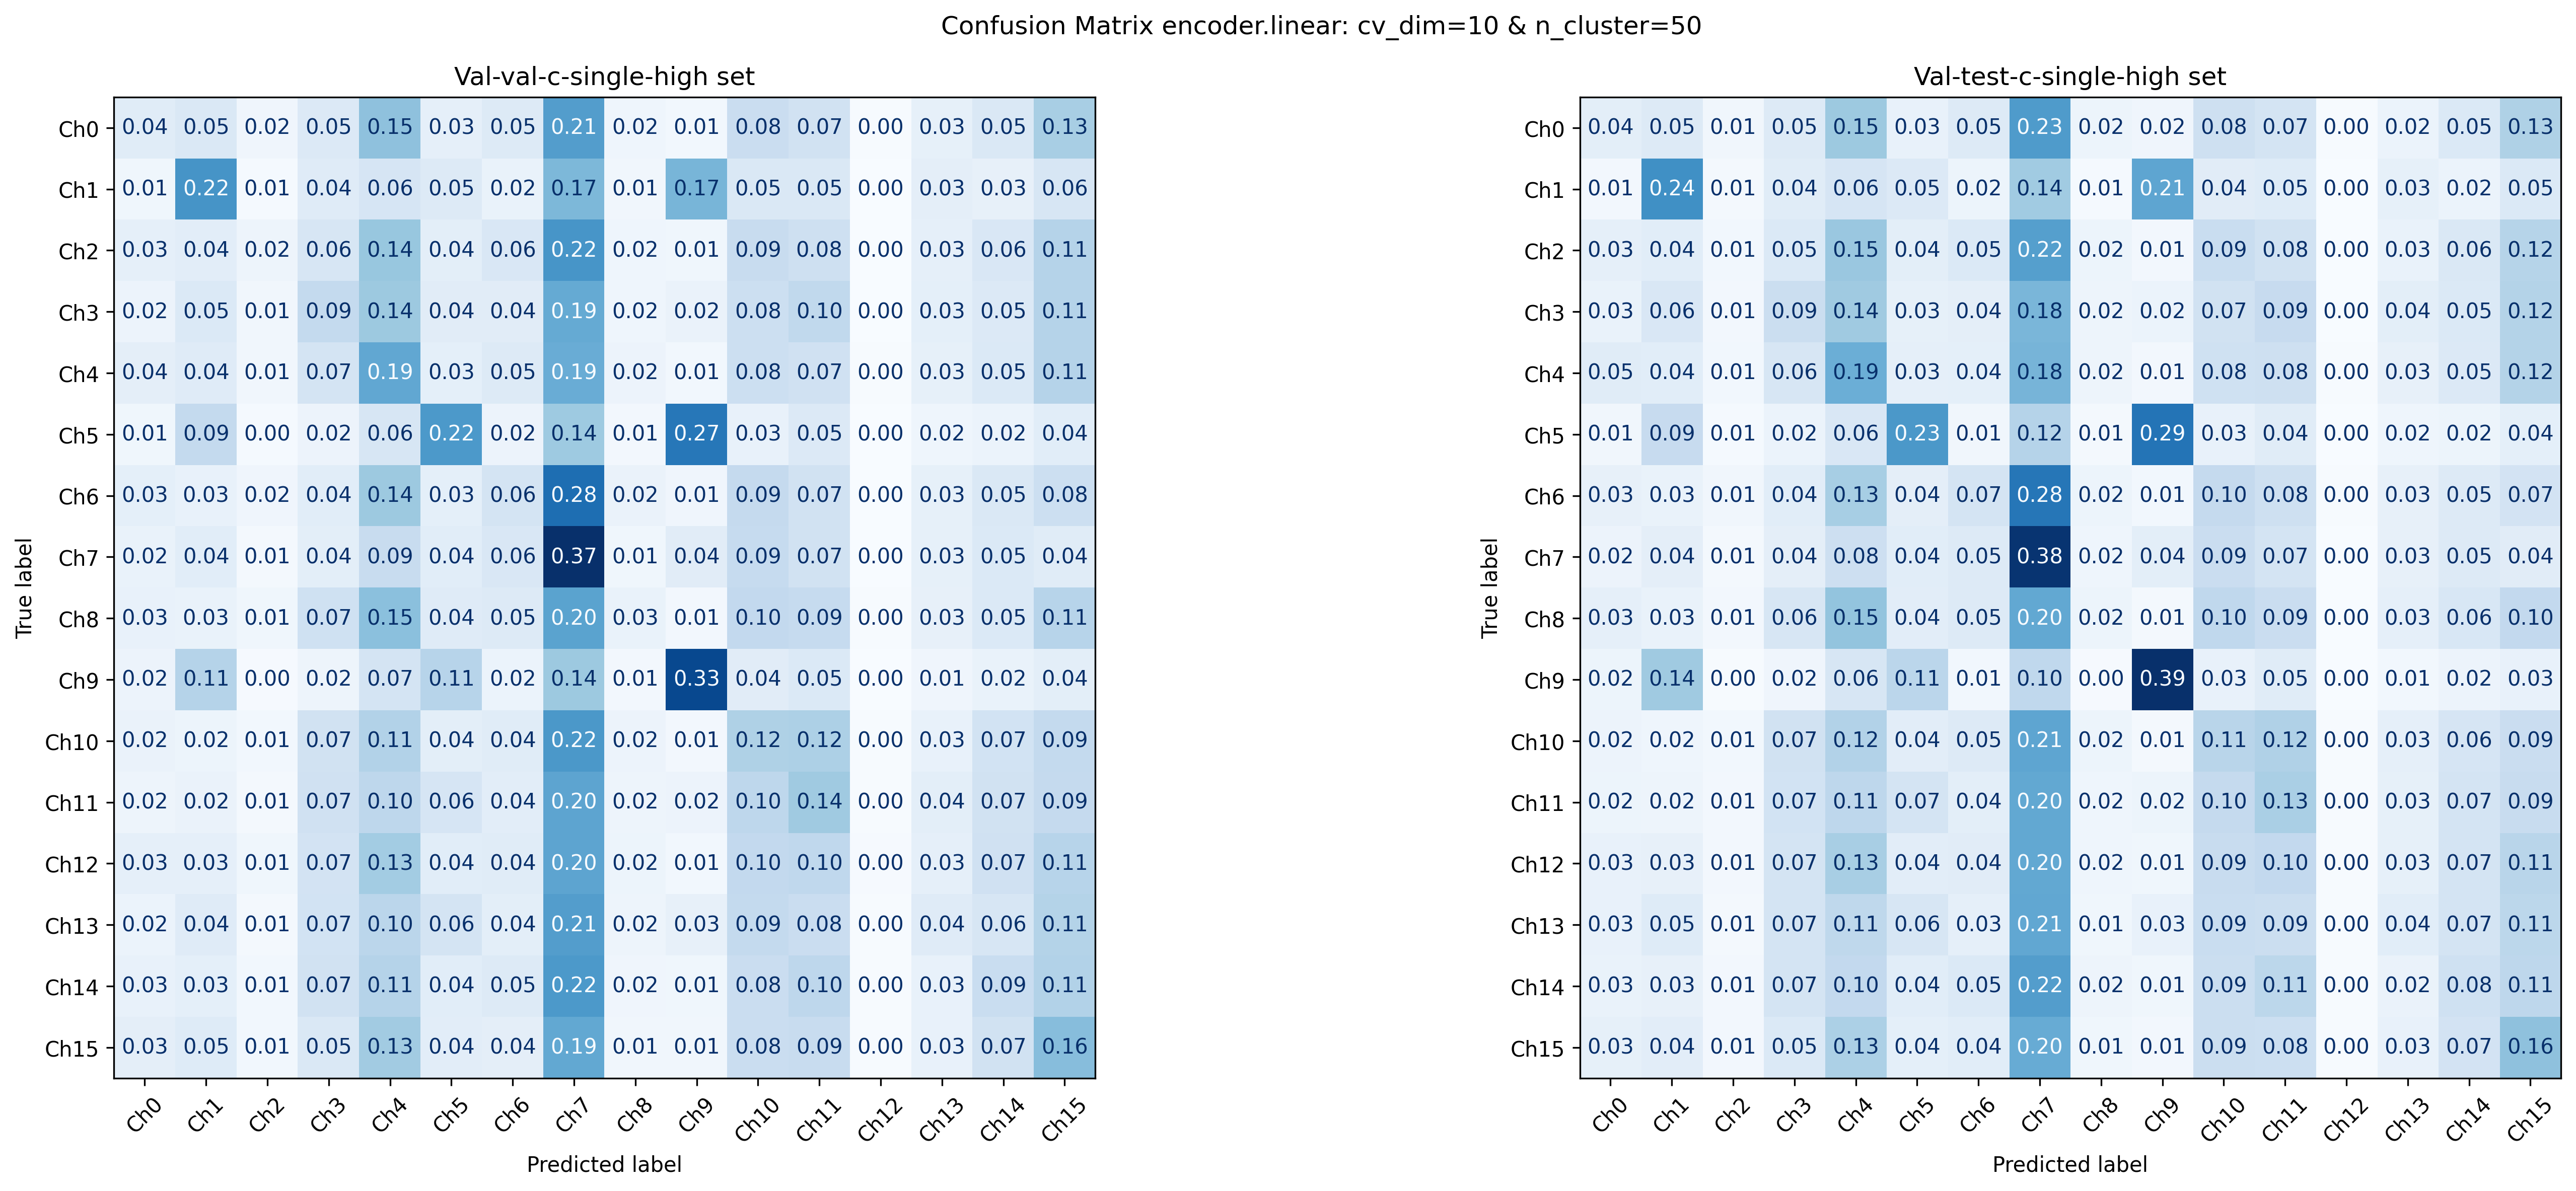 Confusion Matrix encoder.linear: cv_dim=10 & n_cluster=50
Val-val-c-single-high set
True label
Ch0 0.04 0.05 0.02 0.05 0.15 0.03 0.05 0.21 0.02 0.01 0.08 0.07 0.00 0.03 0.05 0.13
Ch1 0.01 0.22 0.01 0.04 0.06 0.05 0.02 0.17 0.01 0.17 0.05 0.05 0.00 0.03 0.03 0.06
Ch2 0.03 0.04 0.02 0.06 0.14 0.04 0.06 0.22 0.02 0.01 0.09 0.08 0.00 0.03 0.06 0.11
Ch3 0.02 0.05 0.01 0.09 0.14 0.04 0.04 0.19 0.02 0.02 0.08 0.10 0.00 0.03 0.05 0.11
Ch4 0.04 0.04 0.01 0.07 0.19 0.03 0.05 0.19 0.02 0.01 0.08 0.07 0.00 0.03 0.05 0.11
Ch5 0.01 0.09 0.00 0.02 0.06 0.22 0.02 0.14 0.01 0.27 0.03 0.05 0.00 0.02 0.02 0.04
Ch6 0.03 0.03 0.02 0.04 0.14 0.03 0.06 0.28 0.02 0.01 0.09 0.07 0.00 0.03 0.05 0.08
Ch7 0.02 0.04 0.01 0.04 0.09 0.04 0.06 0.37 0.01 0.04 0.09 0.07 0.00 0.03 0.05 0.04
Ch8 0.03 0.03 0.01 0.07 0.15 0.04 0.05 0.20 0.03 0.01 0.10 0.09 0.00 0.03 0.05 0.11
Ch9 0.02 0.11 0.00 0.02 0.07 0.11 0.02 0.14 0.01 0.33 0.04 0.05 0.00 0.01 0.02 0.04
Ch10 0.02 0.02 0.01 0.07 0.11 0.04 0.04 0.22 0.02 0.01 0.12 0.12 0.00 0.03 0.07 0.09
Ch11 0.02 0.02 0.01 0.07 0.10 0.06 0.04 0.20 0.02 0.02 0.10 0.14 0.00 0.04 0.07 0.09
Ch12 0.03 0.03 0.01 0.07 0.13 0.04 0.04 0.20 0.02 0.01 0.10 0.10 0.00 0.03 0.07 0.11
Ch13 0.02 0.04 0.01 0.07 0.10 0.06 0.04 0.21 0.02 0.03 0.09 0.08 0.00 0.04 0.06 0.11
Ch14 0.03 0.03 0.01 0.07 0.11 0.04 0.05 0.22 0.02 0.01 0.08 0.10 0.00 0.03 0.09 0.11
Ch15 0.03 0.05 0.01 0.05 0.13 0.04 0.04 0.19 0.01 0.01 0.08 0.09 0.00 0.03 0.07 0.16
Ch0 Ch1 Ch2 Ch3 Ch4 Ch5 Ch6 Ch7 Ch8 Ch9 Ch10 Ch11 Ch12 Ch13 Ch14 Ch15
Predicted label
Val-test-c-single-high set
True label
Ch0 0.04 0.05 0.01 0.05 0.15 0.03 0.05 0.23 0.02 0.02 0.08 0.07 0.00 0.02 0.05 0.13
Ch1 0.01 0.24 0.01 0.04 0.06 0.05 0.02 0.14 0.01 0.21 0.04 0.05 0.00 0.03 0.02 0.05
Ch2 0.03 0.04 0.01 0.05 0.15 0.04 0.05 0.22 0.02 0.01 0.09 0.08 0.00 0.03 0.06 0.12
Ch3 0.03 0.06 0.01 0.09 0.14 0.03 0.04 0.18 0.02 0.02 0.07 0.09 0.00 0.04 0.05 0.12
Ch4 0.05 0.04 0.01 0.06 0.19 0.03 0.04 0.18 0.02 0.01 0.08 0.08 0.00 0.03 0.05 0.12
Ch5 0.01 0.09 0.01 0.02 0.06 0.23 0.01 0.12 0.01 0.29 0.03 0.04 0.00 0.02 0.02 0.04
Ch6 0.03 0.03 0.01 0.04 0.13 0.04 0.07 0.28 0.02 0.01 0.10 0.08 0.00 0.03 0.05 0.07
Ch7 0.02 0.04 0.01 0.04 0.08 0.04 0.05 0.38 0.02 0.04 0.09 0.07 0.00 0.03 0.05 0.04
Ch8 0.03 0.03 0.01 0.06 0.15 0.04 0.05 0.20 0.02 0.01 0.10 0.09 0.00 0.03 0.06 0.10
Ch9 0.02 0.14 0.00 0.02 0.06 0.11 0.01 0.10 0.00 0.39 0.03 0.05 0.00 0.01 0.02 0.03
Ch10 0.02 0.02 0.01 0.07 0.12 0.04 0.05 0.21 0.02 0.01 0.11 0.12 0.00 0.03 0.06 0.09
Ch11 0.02 0.02 0.01 0.07 0.11 0.07 0.04 0.20 0.02 0.02 0.10 0.13 0.00 0.03 0.07 0.09
Ch12 0.03 0.03 0.01 0.07 0.13 0.04 0.04 0.20 0.02 0.01 0.09 0.10 0.00 0.03 0.07 0.11
Ch13 0.03 0.05 0.01 0.07 0.11 0.06 0.03 0.21 0.01 0.03 0.09 0.09 0.00 0.04 0.07 0.11
Ch14 0.03 0.03 0.01 0.07 0.10 0.04 0.05 0.22 0.02 0.01 0.09 0.11 0.00 0.02 0.08 0.11
Ch15 0.03 0.04 0.01 0.05 0.13 0.04 0.04 0.20 0.01 0.01 0.09 0.08 0.00 0.03 0.07 0.16
Ch0 Ch1 Ch2 Ch3 Ch4 Ch5 Ch6 Ch7 Ch8 Ch9 Ch10 Ch11 Ch12 Ch13 Ch14 Ch15
Predicted label